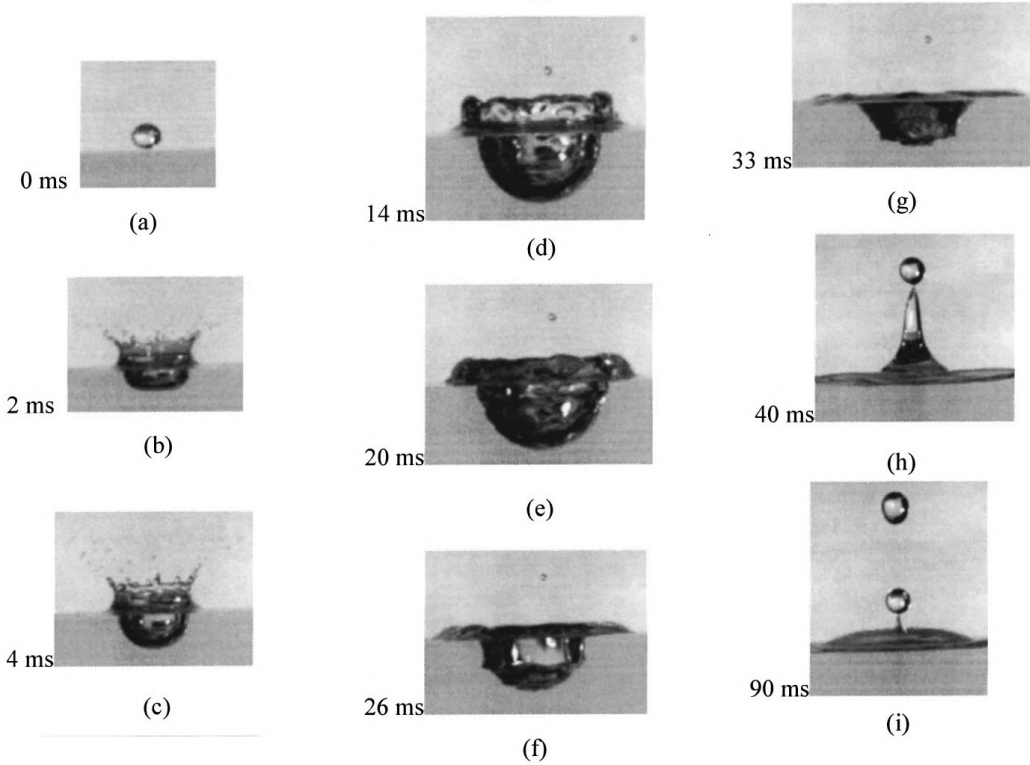 0 ms
(a)
2 ms
(b)
4 ms
(c)
14 ms
(d)
20 ms
(e)
26 ms
(f)
33 ms
(g)
40 ms
(h)
90 ms
(i)